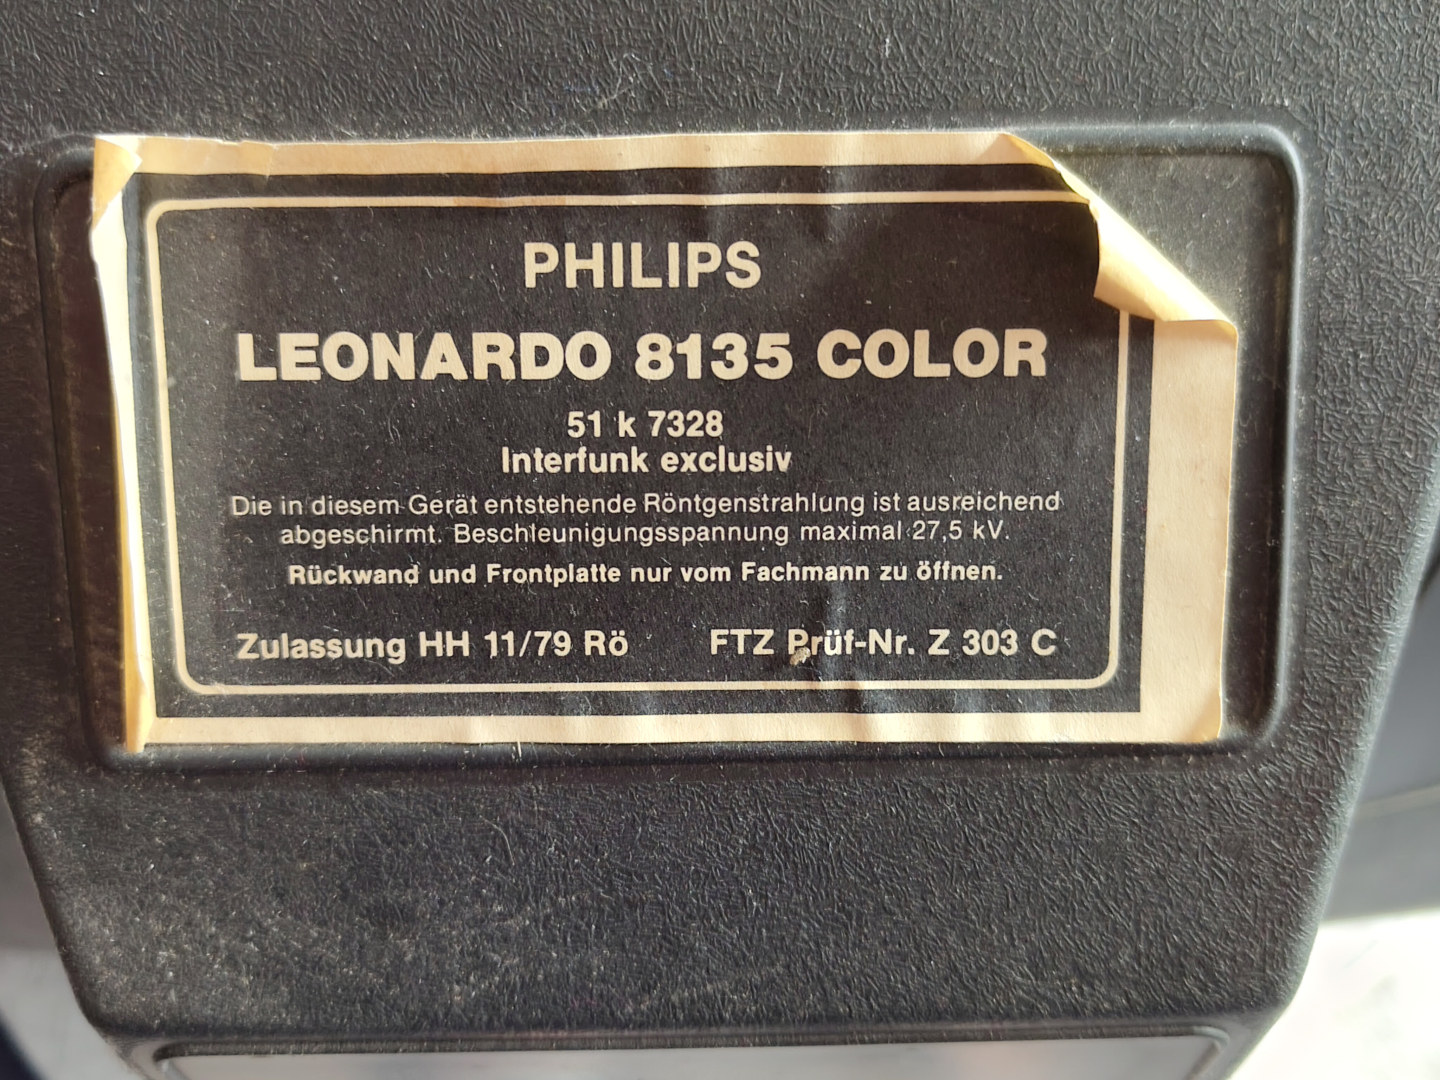 PHILIPS
LEONARDO 8135 COLOR
51 k 7328
Interfunk exclusiv
Die in diesem Gerät entstehende Röntgenstrahlung ist ausreichend
abgeschirmt. Beschleunigungsspannung maximal 27,5 kV.
Rückwand und Frontplatte nur vom Fachmann zu öffnen.
Zulassung HH 11/79 Rö FTZ Prüf-Nr. Z 303 C